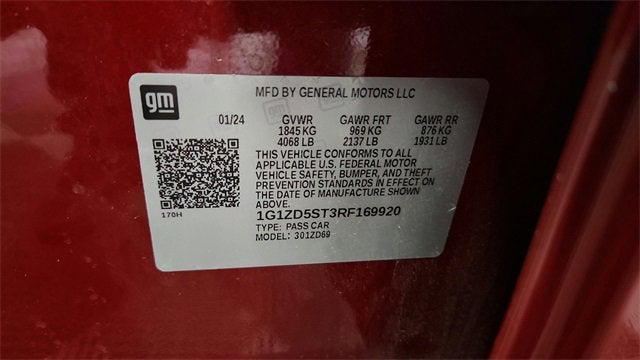 gm
MFD BY GENERAL MOTORS LLC
01/24 GVWR GAWR FRT GAWR RR
1845 KG 969 KG 876 KG
4068 LB 2137 LB 1931 LB
THIS VEHICLE CONFORMS TO ALL
APPLICABLE U.S. FEDERAL MOTOR
VEHICLE SAFETY, BUMPER, AND THEFT
PREVENTION STANDARDS IN EFFECT ON
THE DATE OF MANUFACTURE SHOWN
ABOVE.
170H
1G1ZD5ST3RF169920
TYPE: PASS CAR
MODEL: 301ZD69